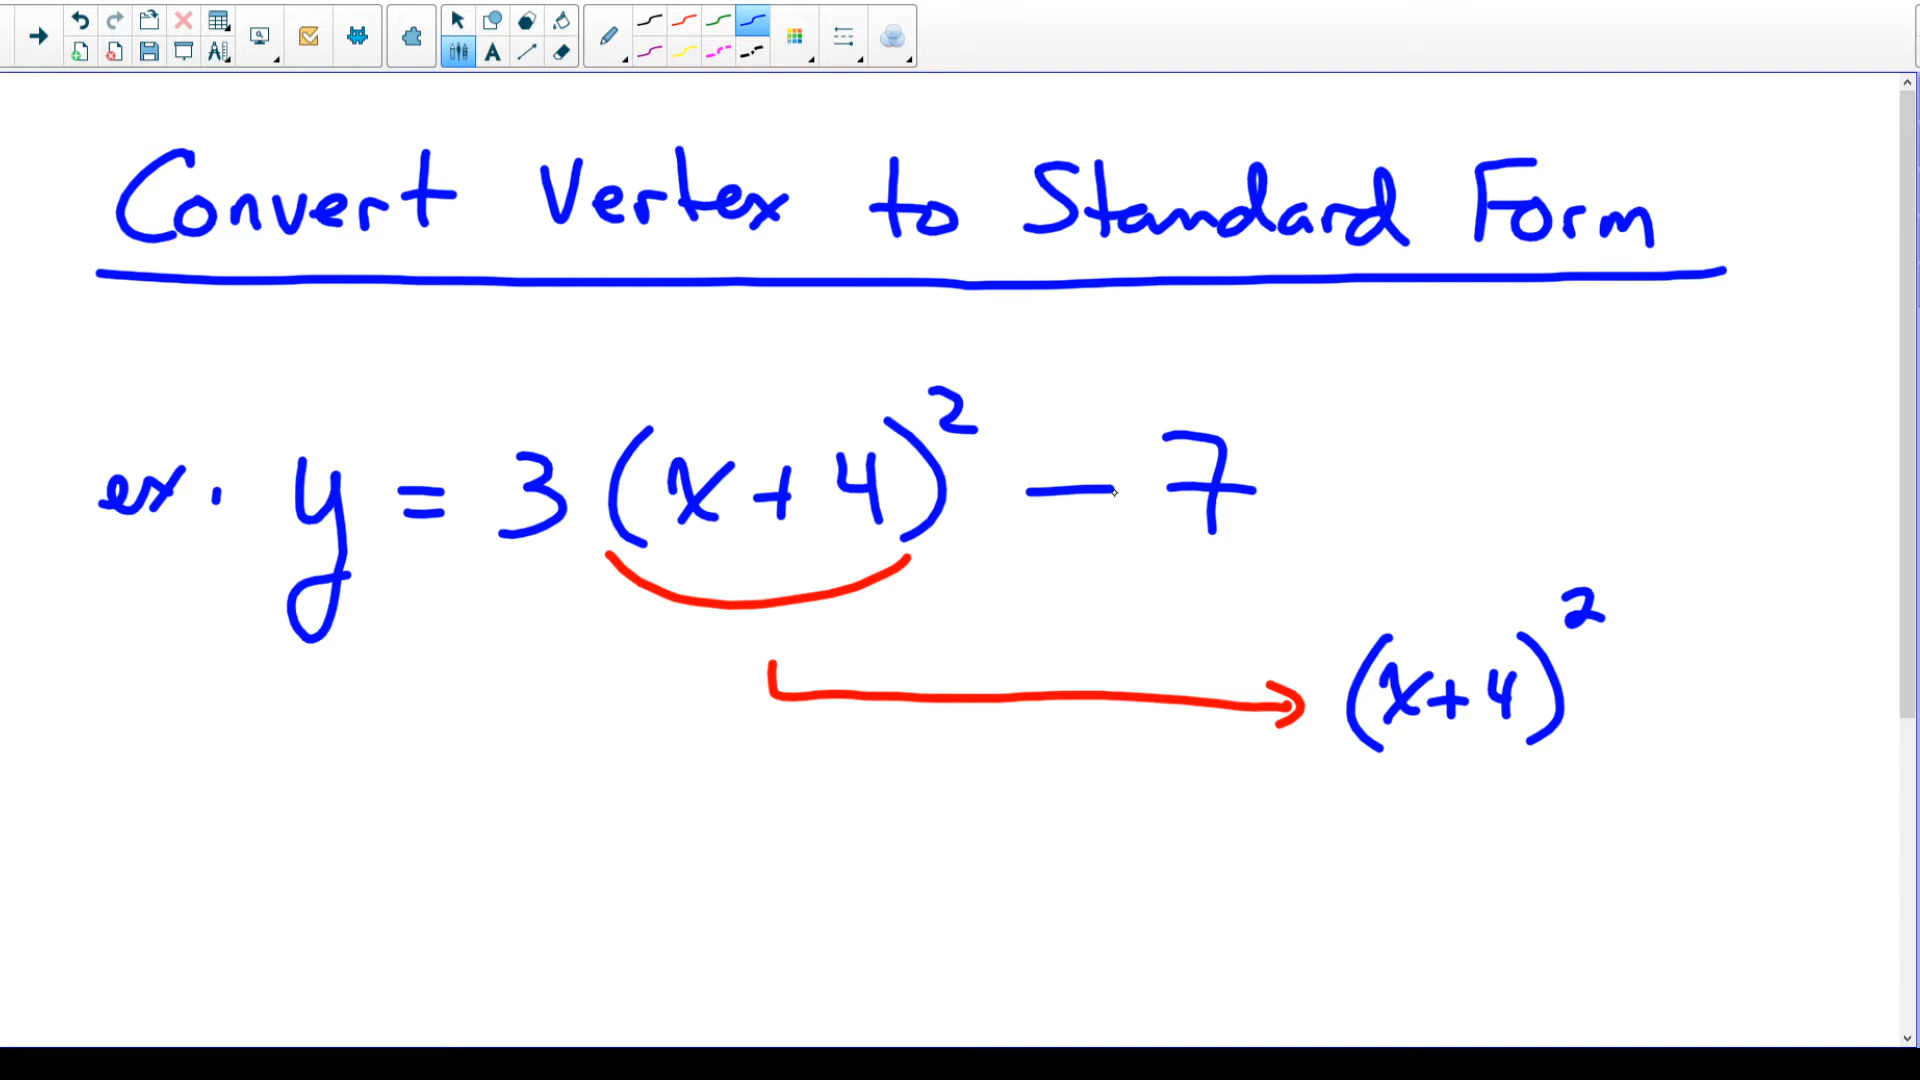 Convert Vertex to Standard Form
ex. y = 3(x+4)² − 7
(x+4)²